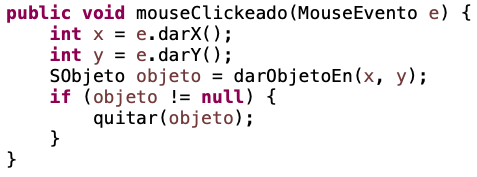 public void mouseClickeado(MouseEvento e) {
    int x = e.darX();
    int y = e.darY();
    SObjeto objeto = darObjetoEn(x, y);
    if (objeto != null) {
        quitar(objeto);
    }
}